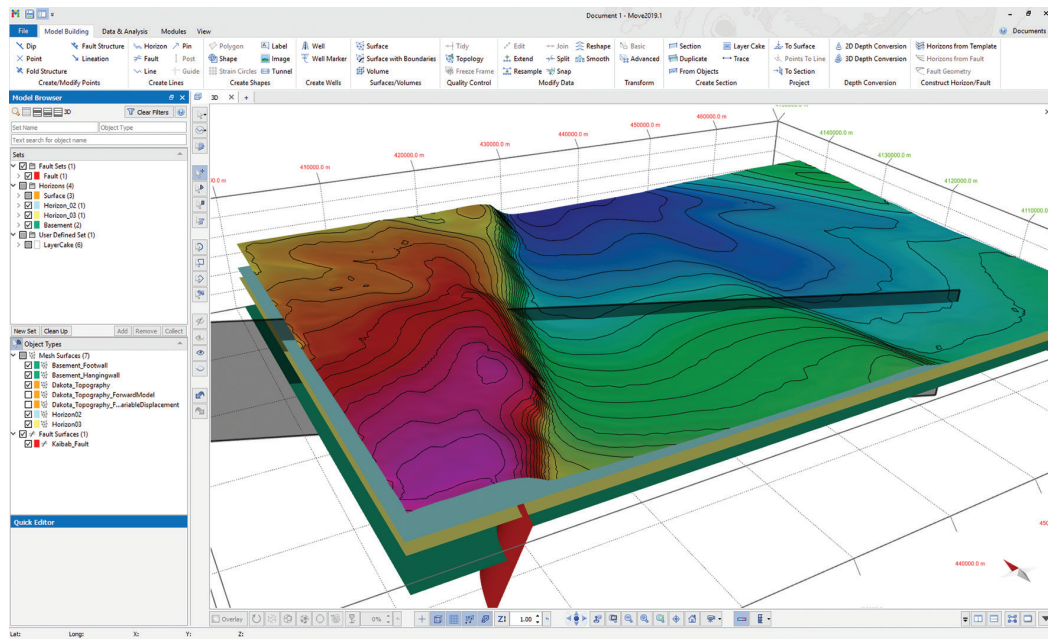 Document 1 - Move2019.1
File Model Building Data & Analysis Modules View Documents
Dip Fault Structure Horizon Pin Polygon Label Well Surface Tidy Edit Join Reshape Basic Section Layer Cake To Surface 2D Depth Conversion Horizons from Template
Point Lineation Fault Post Shape Image Well Marker Surface with Boundaries Topology Extend Split Smooth Advanced Duplicate Trace Points To Line 3D Depth Conversion Horizons from Fault
Fold Structure Line Guide Strain Circles Tunnel Volume Freeze Frame Resample Snap From Objects To Section Fault Geometry
Create/Modify Points Create Lines Create Shapes Create Wells Surfaces/Volumes Quality Control Modify Data Transform Create Section Project Depth Conversion Construct Horizon/Fault
Model Browser
3D
3D Clear Filters
Set Name Object Type
Text search for object name
Sets
Fault Sets (1)
Fault (1)
Horizons (4)
Surface (3)
Horizon_02 (1)
Horizon_03 (1)
Basement (2)
User Defined Set (1)
LayerCake (6)
New Set Clean Up Add Remove Collect
Object Types
Mesh Surfaces (7)
Basement_Footwall
Basement_Hangingwall
Dakota_Topography
Dakota_Topography_ForwardModel
Dakota_Topography_F...ariableDisplacement
Horizon02
Horizon03
Fault Surfaces (1)
Kaibab_Fault
Quick Editor
410000.0 m
420000.0 m
430000.0 m
440000.0 m
450000.0 m
460000.0 m
4140000.0 m
4130000.0 m
4120000.0 m
4110000.0 m
440000.0 m
Overlay 0% Z: 1.00
Lat: Long: X: Y: Z: